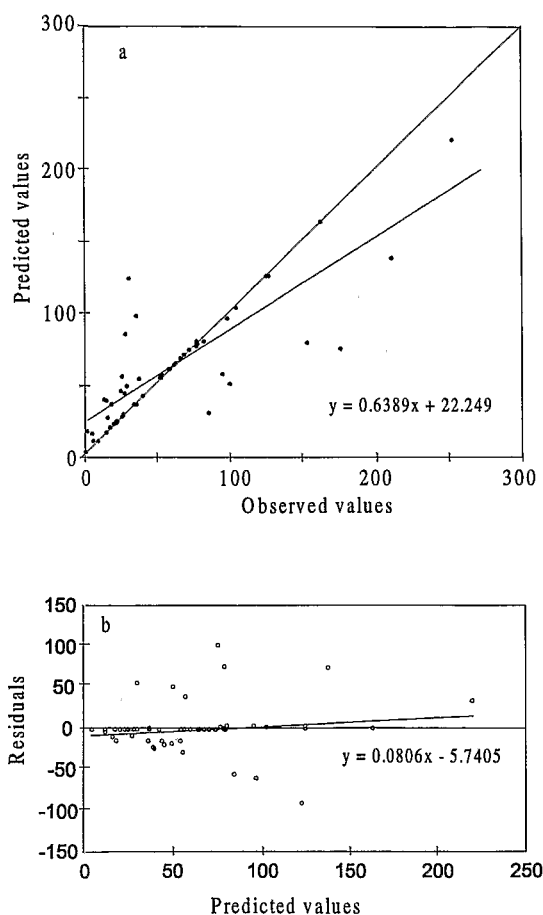 300
a
200
Predicted values
100
y = 0.6389x + 22.249
0
0
100
200
300
Observed values
150
b
100
50
Residuals
0
y = 0.0806x - 5.7405
-50
-100
-150
0
50
100
150
200
250
Predicted values